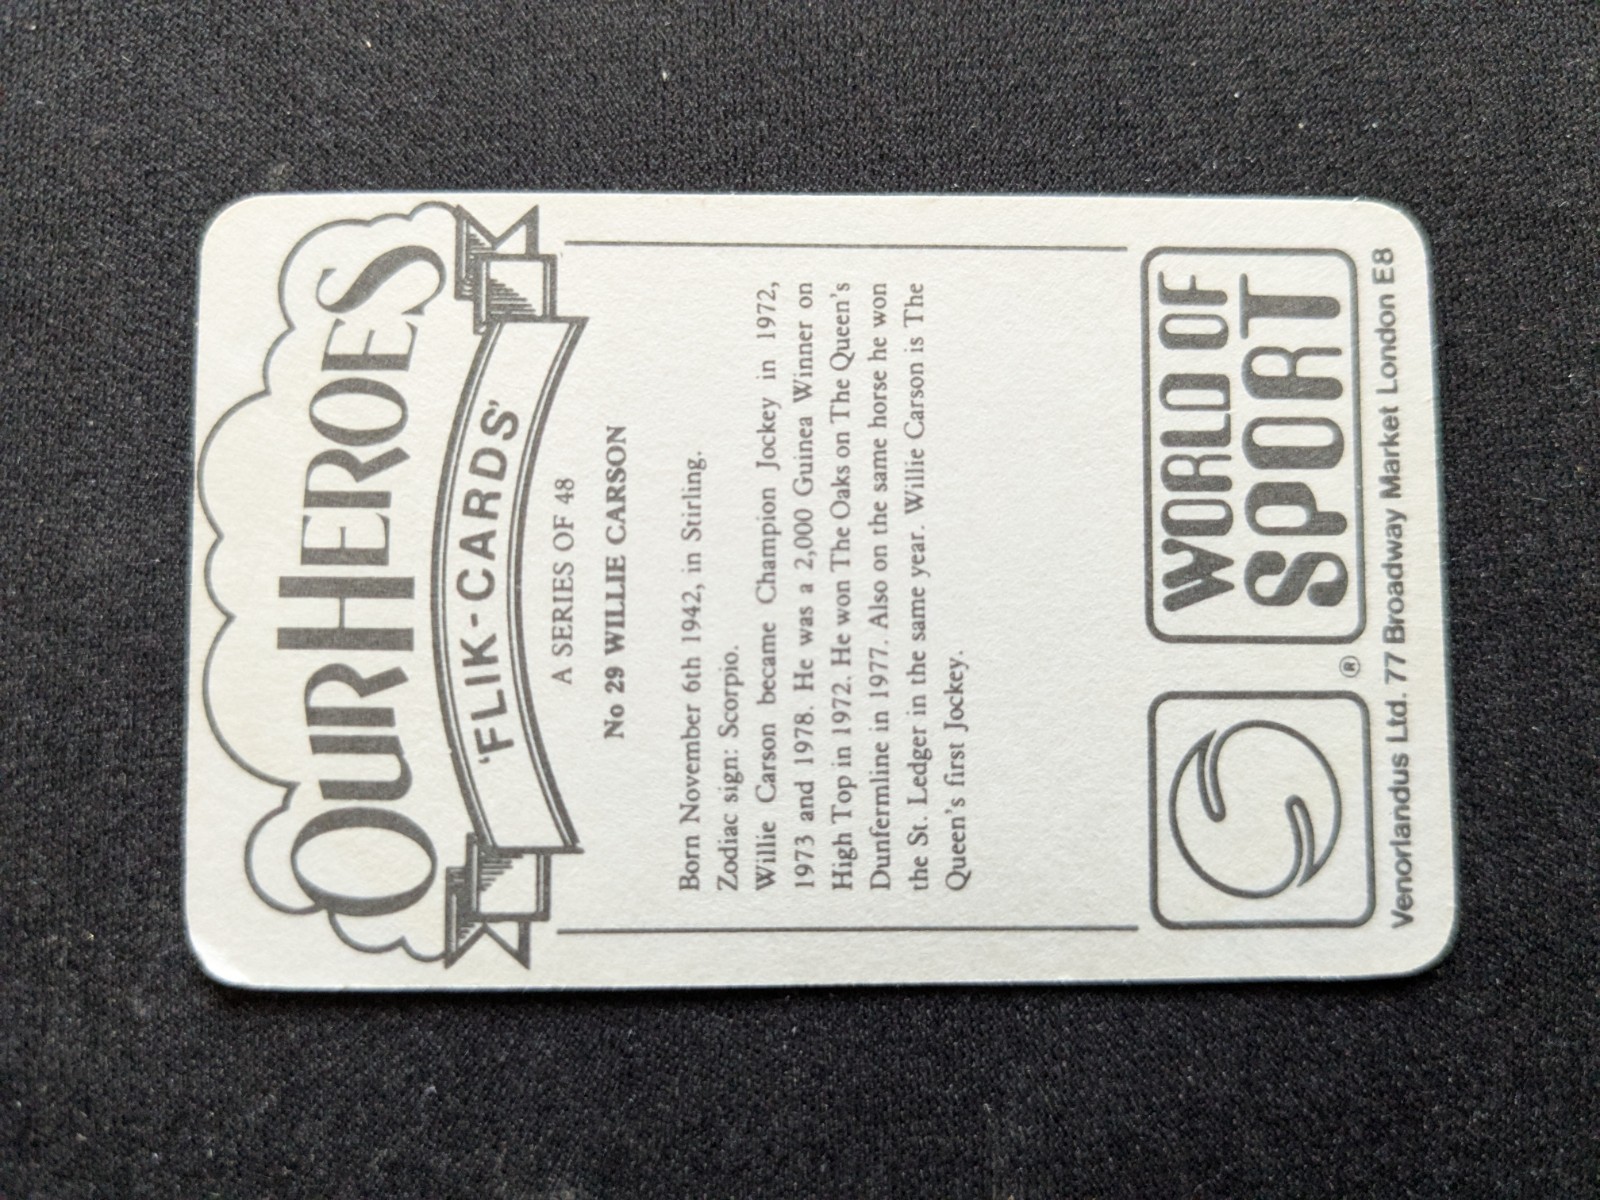 OUR HEROES
'FLIK-CARDS'
A SERIES OF 48
No 29 WILLIE CARSON
Born November 6th 1942, in Stirling.
Zodiac sign: Scorpio.
Willie Carson became Champion Jockey in 1972,
1973 and 1978. He was a 2,000 Guinea Winner on
High Top in 1972. He won The Oaks on The Queen's
Dunfermline in 1977. Also on the same horse he won
the St. Ledger in the same year. Willie Carson is The
Queen's first Jockey.
WORLD OF
SPORT
®
Venorlandus Ltd. 77 Broadway Market London E8